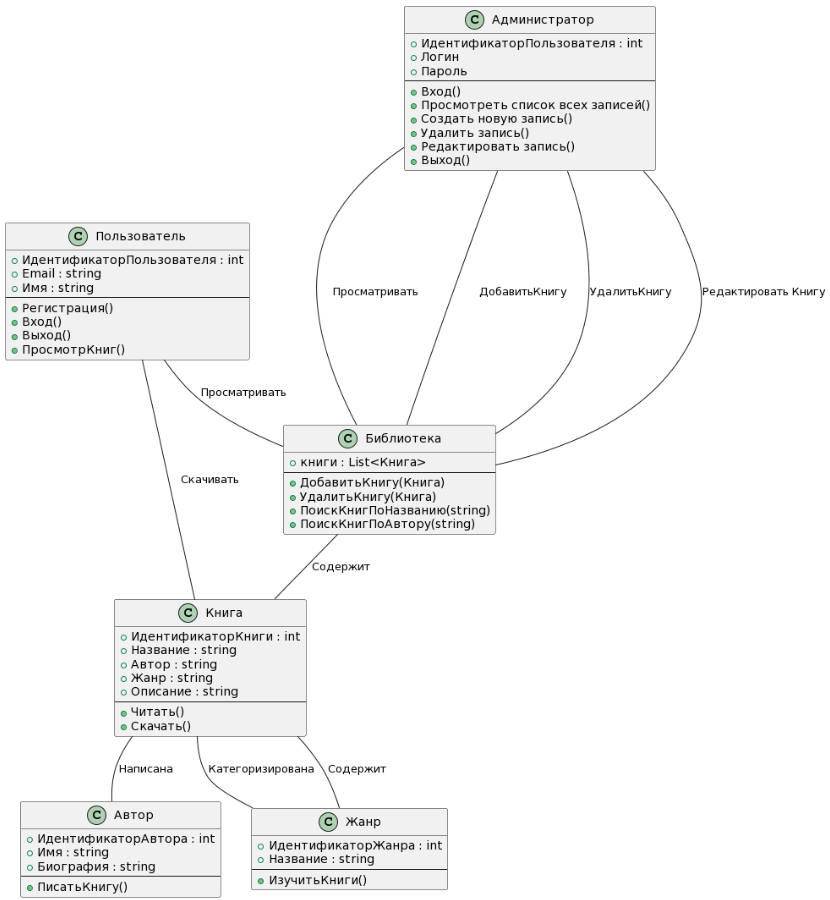 C Администратор
ИдентификаторПользователя : int
Логин
Пароль
Вход()
Просмотреть список всех записей()
Создать новую запись()
Удалить запись()
Редактировать запись()
Выход()
C Пользователь
ИдентификаторПользователя : int
Email : string
Имя : string
Регистрация()
Вход()
Выход()
ПросмотрКниг()
Просматривать
ДобавитьКнигу
УдалитьКнигу
Редактировать Книгу
Просматривать
C Библиотека
книги : List<Книга>
ДобавитьКнигу(Книга)
УдалитьКнигу(Книга)
ПоискКнигПоНазванию(string)
ПоискКнигПоАвтору(string)
Скачивать
Содержит
C Книга
ИдентификаторКниги : int
Название : string
Автор : string
Жанр : string
Описание : string
Читать()
Скачать()
Написана
Категоризирована
Содержит
C Автор
ИдентификаторАвтора : int
Имя : string
Биография : string
ПисатьКнигу()
C Жанр
ИдентификаторЖанра : int
Название : string
ИзучитьКниги()